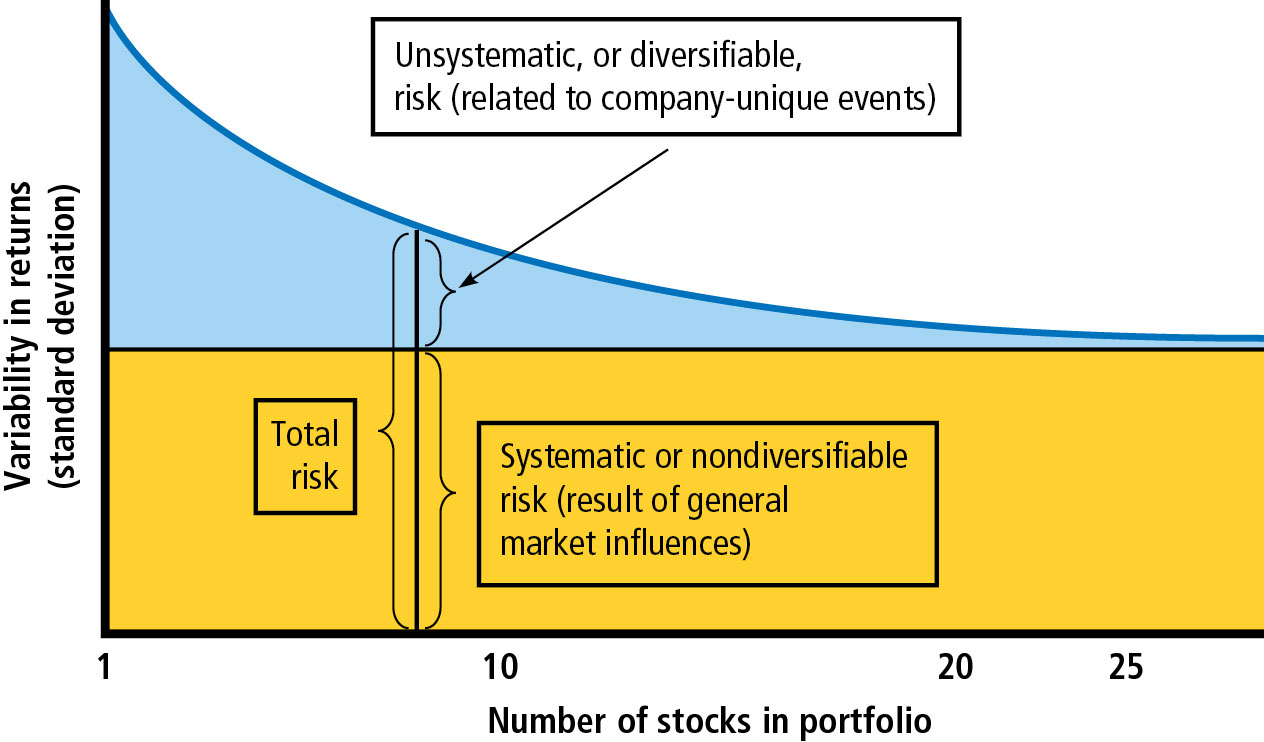 Unsystematic, or diversifiable,
risk (related to company-unique events)
Variability in returns
(standard deviation)
Total
risk
Systematic or nondiversifiable
risk (result of general
market influences)
1 10 20 25
Number of stocks in portfolio